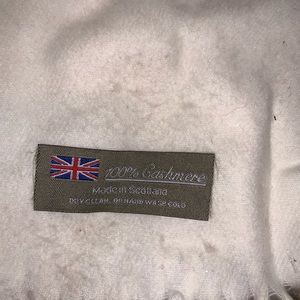 100% Cashmere
Made in Scotland
DRY CLEAN, OR HAND WASH COLD